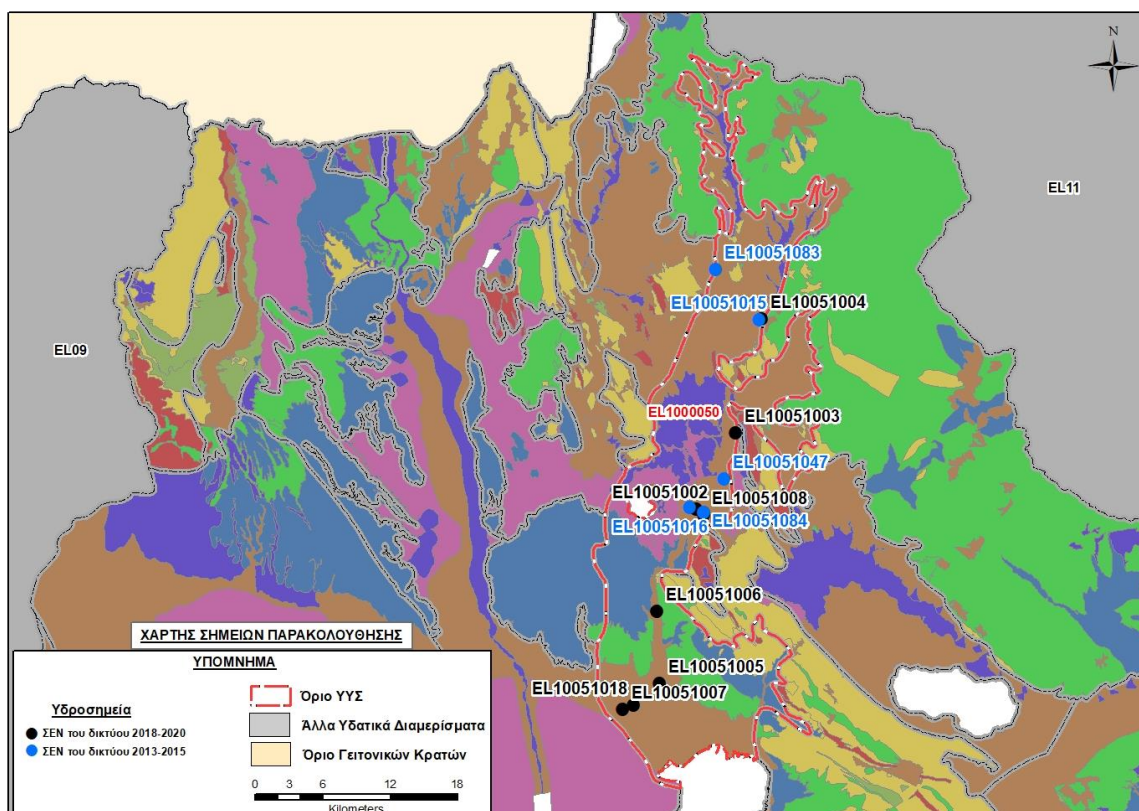 N
EL11
EL10051083
EL10051015
EL10051004
EL09
EL1000050
EL10051003
EL10051047
EL10051002
EL10051008
EL10051016
EL10051084
EL10051006
EL10051005
EL10051018
EL10051007
ΧΑΡΤΗΣ ΣΗΜΕΙΩΝ ΠΑΡΑΚΟΛΟΥΘΗΣΗΣ
ΥΠΟΜΝΗΜΑ
Υδροσημεία
ΣΕΝ του δικτύου 2018-2020
ΣΕΝ του δικτύου 2013-2015
Όριο ΥΥΣ
Άλλα Υδατικά Διαμερίσματα
Όριο Γειτονικών Κρατών
0 3 6 12 18
Kilometers